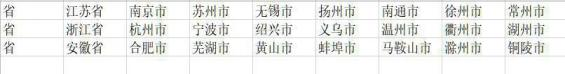 省 江苏省 南京市 苏州市 无锡市 扬州市 南通市 徐州市 常州市
省 浙江省 杭州市 宁波市 绍兴市 义乌市 温州市 衢州市 湖州市
省 安徽省 合肥市 芜湖市 黄山市 蚌埠市 马鞍山市 滁州市 铜陵市